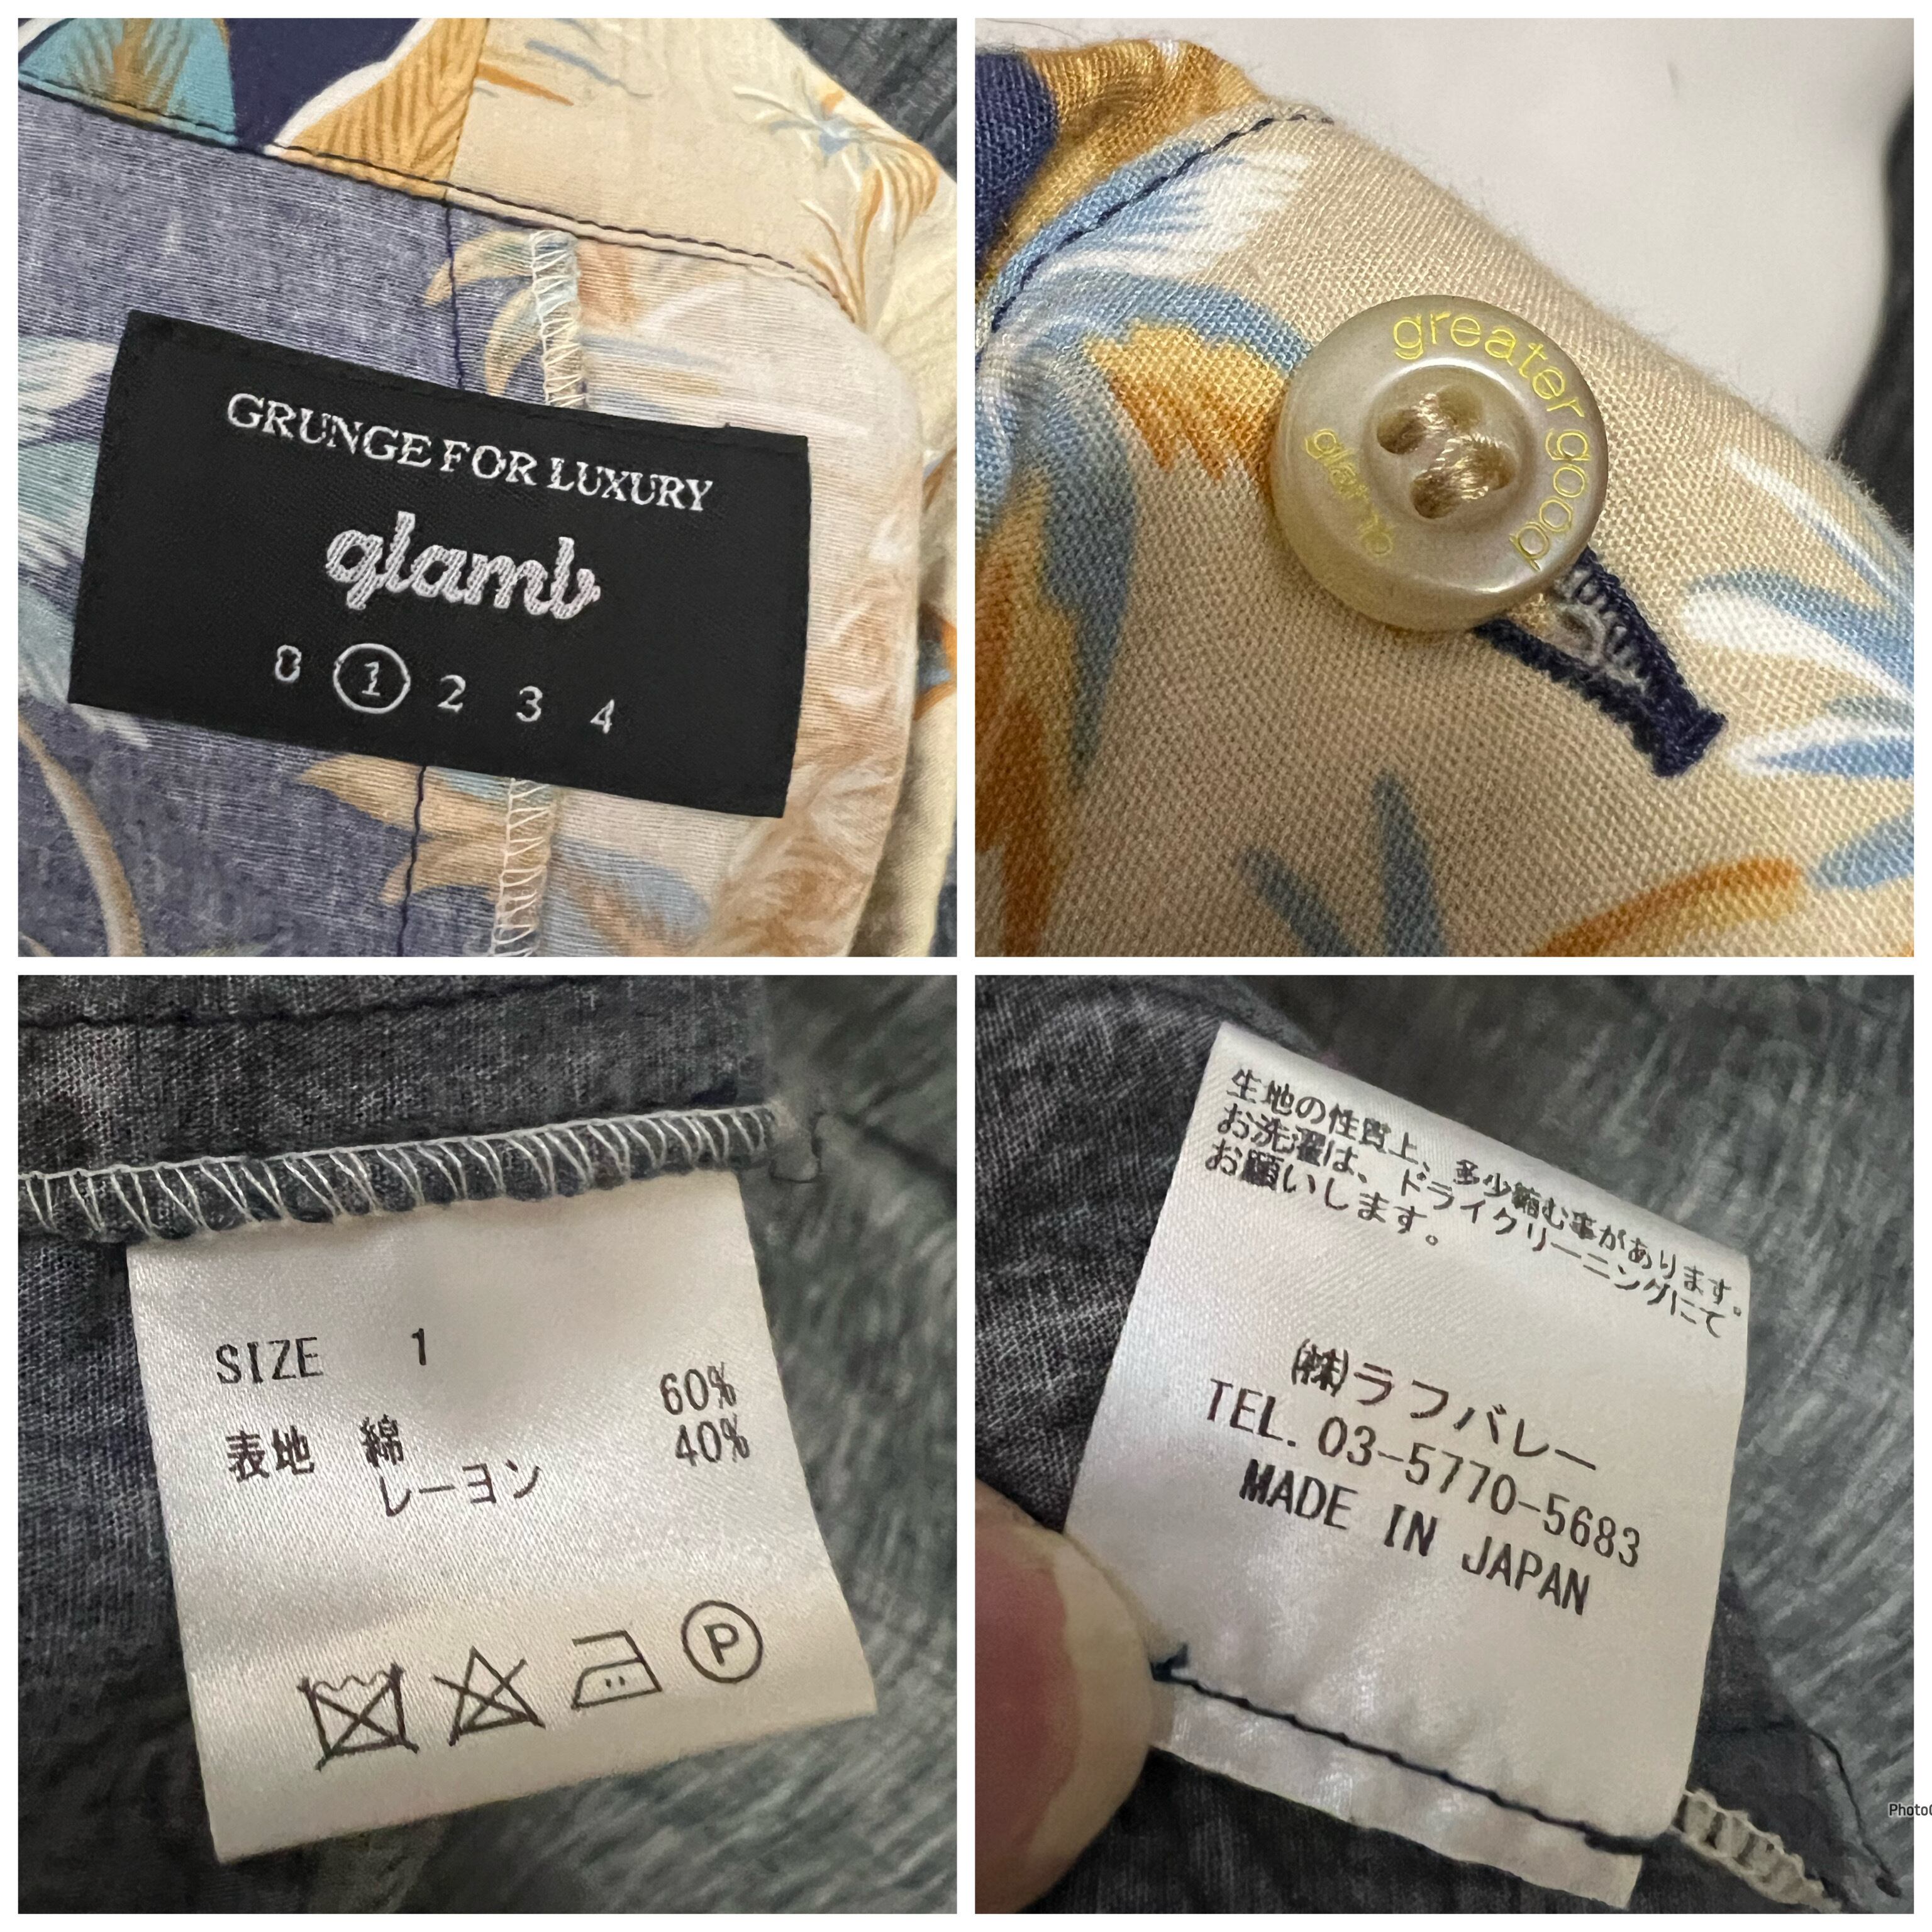 GRUNGE FOR LUXURY
glamb
0 1 2 3 4
greater good
glamb
SIZE 1
表地 綿 60%
レーヨン 40%
P
生地の性質上、多少縮む事があります。
お洗濯は、ドライクリーニングにて
お願いします。
㈱ラフバレー
TEL. 03-5770-5683
MADE IN JAPAN